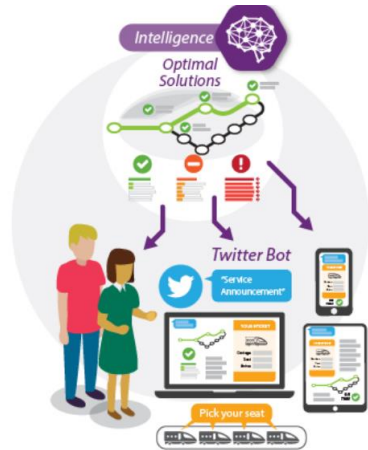 Intelligence
Optimal
Solutions
Twitter Bot
"Service
Announcement"
Pick your seat